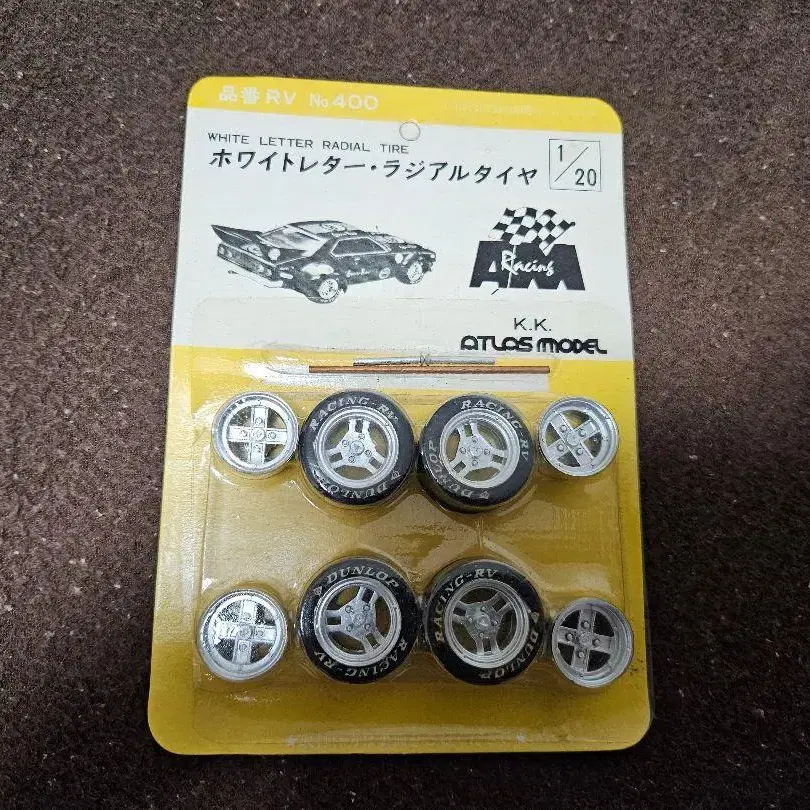 品番 RV No.400
WHITE LETTER RADIAL TIRE
ホワイトレター・ラジアルタイヤ
1/20
AM
Racing
K.K.
ATLAS MODEL
RACING-RV
DUNLOP
RACING-RV
DUNLOP
DUNLOP
RACING-RV
RACING-RV
DUNLOP